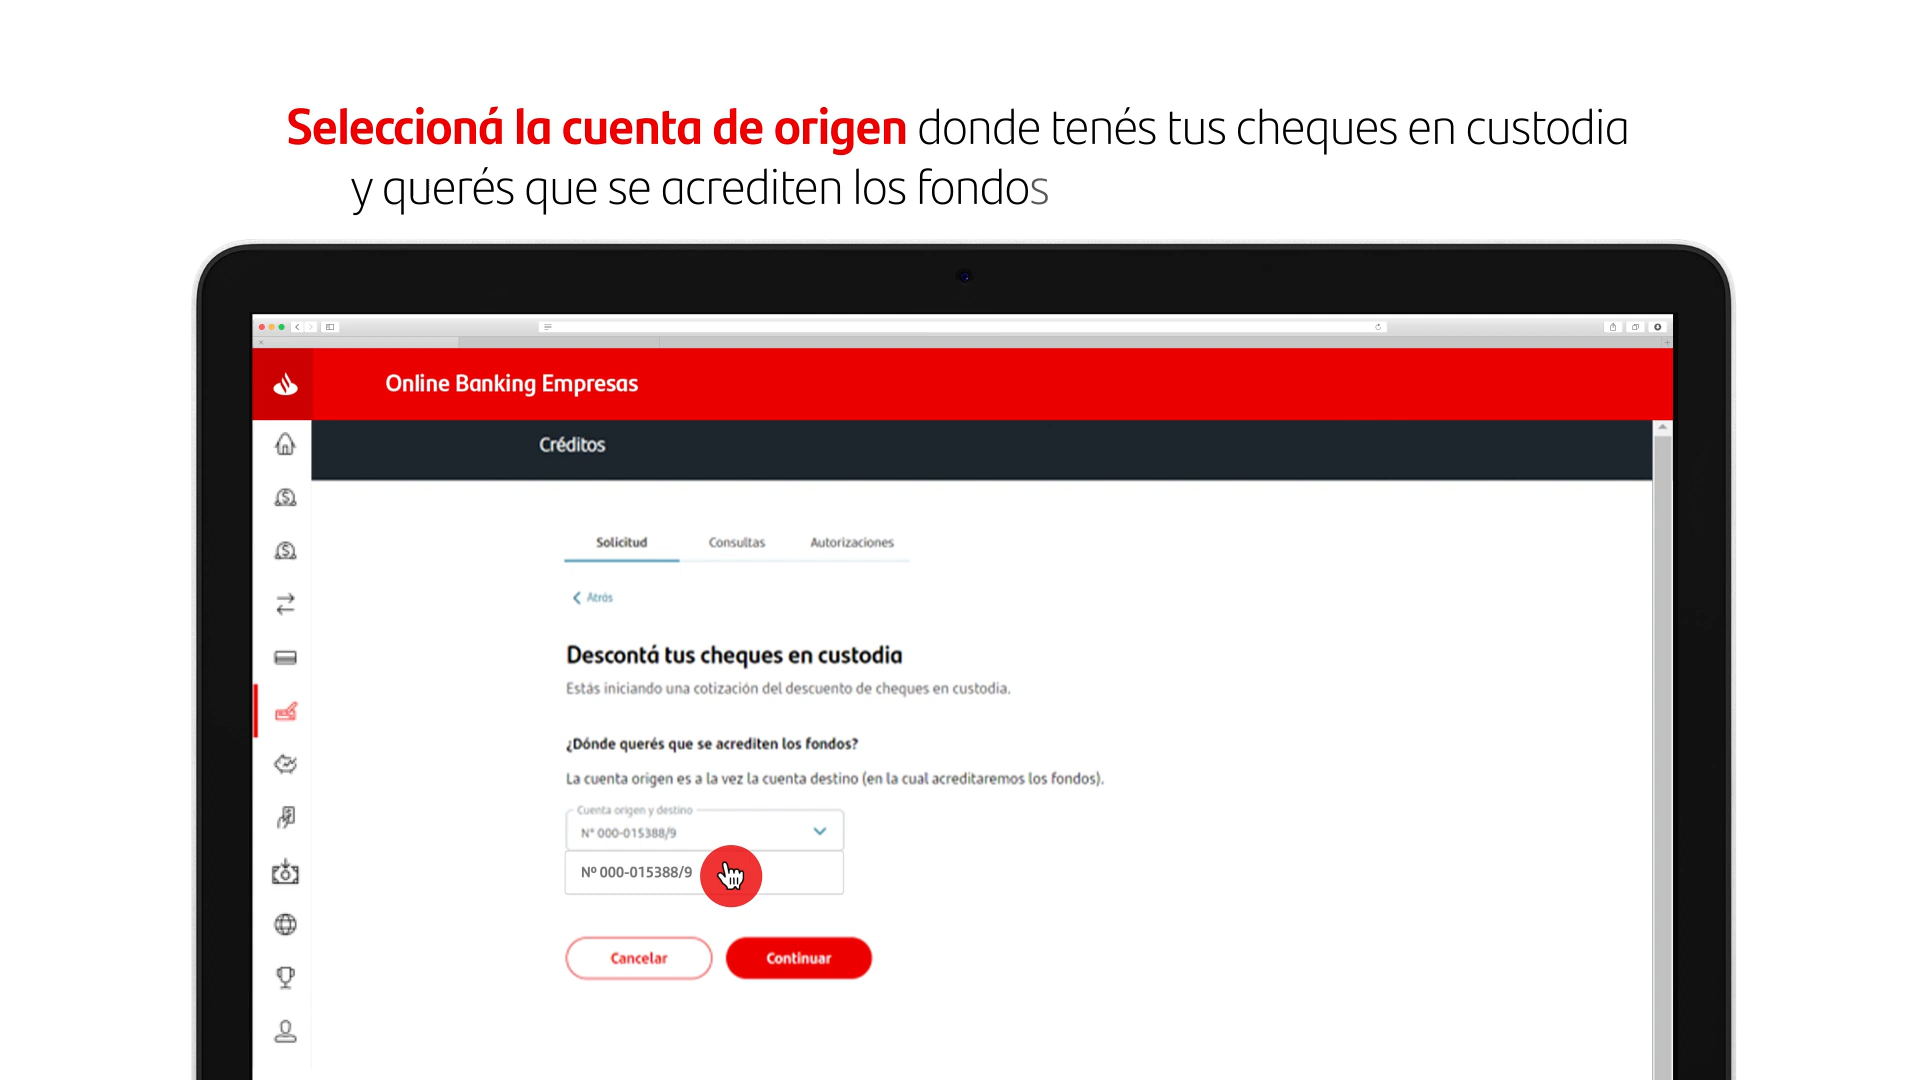 Seleccioná la cuenta de origen donde tenés tus cheques en custodia
y querés que se acrediten los fondos
Online Banking Empresas
Créditos
Solicitud Consultas Autorizaciones
Atrás
Descontá tus cheques en custodia
Estás iniciando una cotización del descuento de cheques en custodia.
¿Dónde querés que se acrediten los fondos?
La cuenta origen es a la vez la cuenta destino (en la cual acreditaremos los fondos).
Cuenta origen y destino
N° 000-015388/9
Nº 000-015388/9
Cancelar Continuar